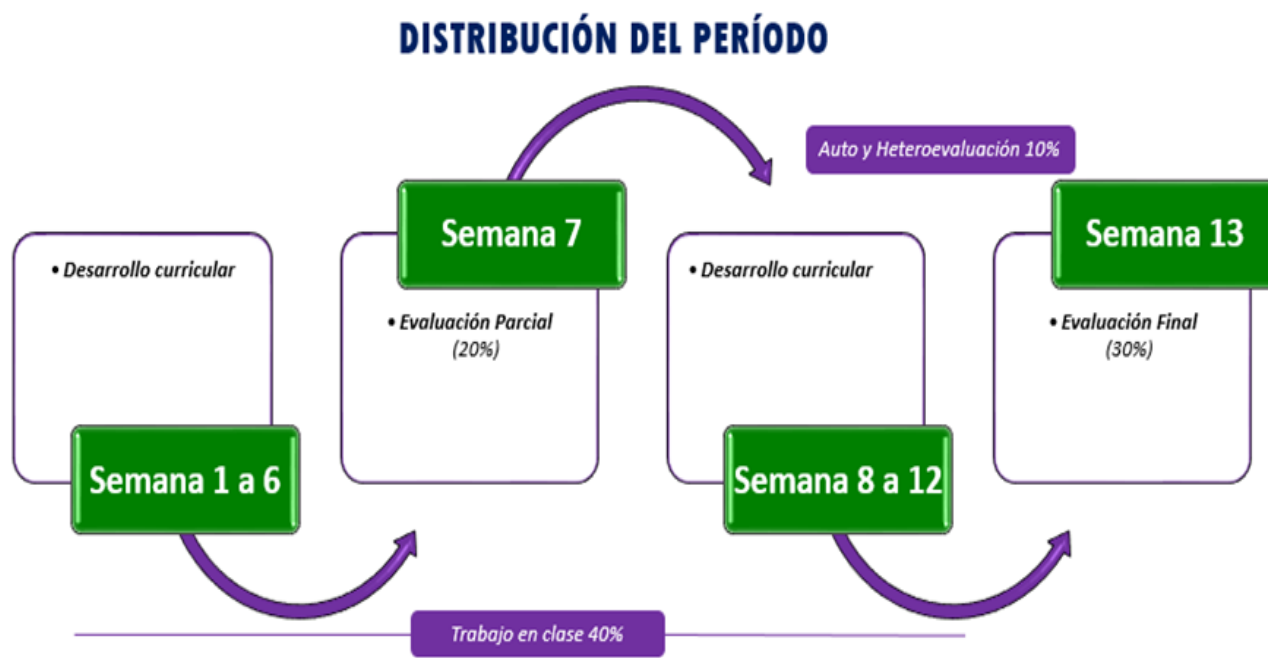 DISTRIBUCIÓN DEL PERÍODO
Auto y Heteroevaluación 10%
• Desarrollo curricular
Semana 1 a 6
Semana 7
• Evaluación Parcial
(20%)
• Desarrollo curricular
Semana 8 a 12
Semana 13
• Evaluación Final
(30%)
Trabajo en clase 40%